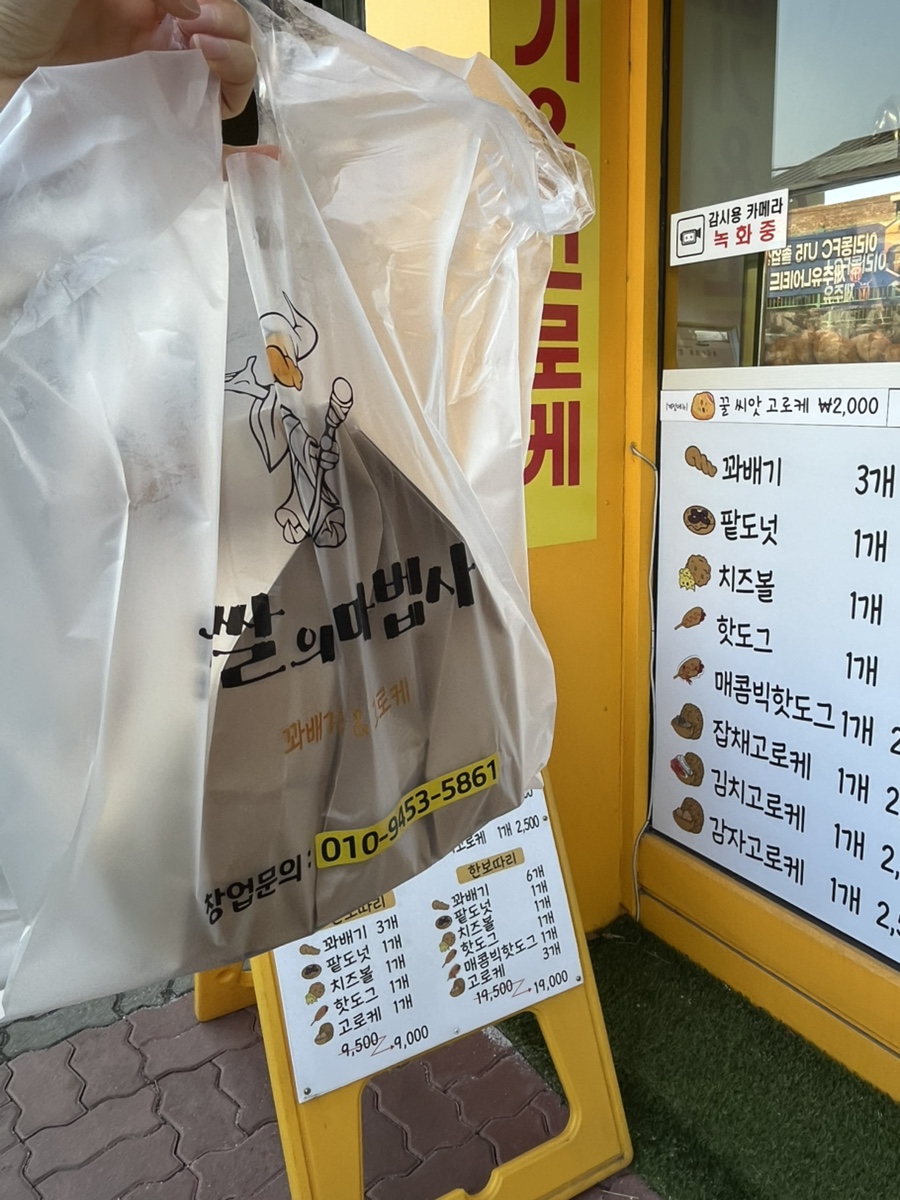 쌀의마법사
꽈배기 & 고로케
창업문의: 010-9453-5861
고로케
감시용 카메라
녹화중
꿀 씨앗 고로케 ₩2,000
꽈배기 3개
팥도넛 1개
치즈볼 1개
핫도그 1개
매콤빅핫도그 1개
잡채고로케 1개
김치고로케 1개
감자고로케 1개
고로케 1개 2,500
꽈배기 3개
팥도넛 1개
치즈볼 1개
핫도그 1개
고로케 1개
9,500 → 9,000
한보따리
꽈배기 6개
팥도넛 1개
치즈볼 1개
핫도그 1개
매콤빅핫도그 1개
고로케 3개
19,500 → 19,000